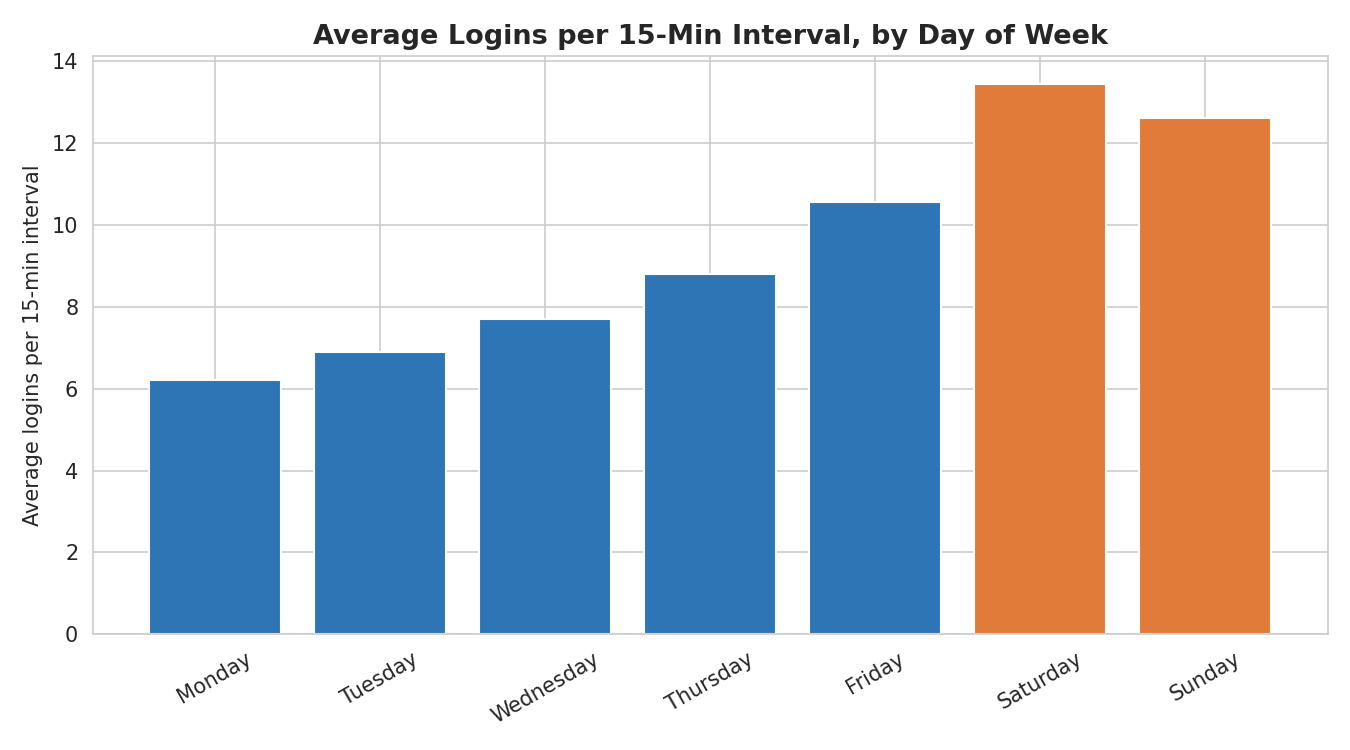 Average Logins per 15-Min Interval, by Day of Week
Average logins per 15-min interval
14
12
10
8
6
4
2
0
Monday
Tuesday
Wednesday
Thursday
Friday
Saturday
Sunday